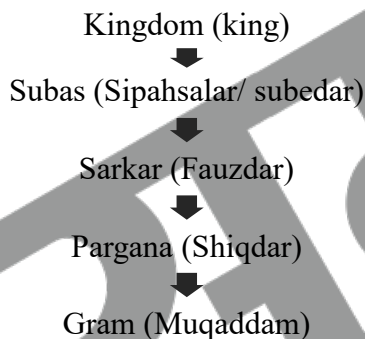 Kingdom (king)
Subas (Sipahsalar/ subedar)
Sarkar (Fauzdar)
Pargana (Shiqdar)
Gram (Muqaddam)